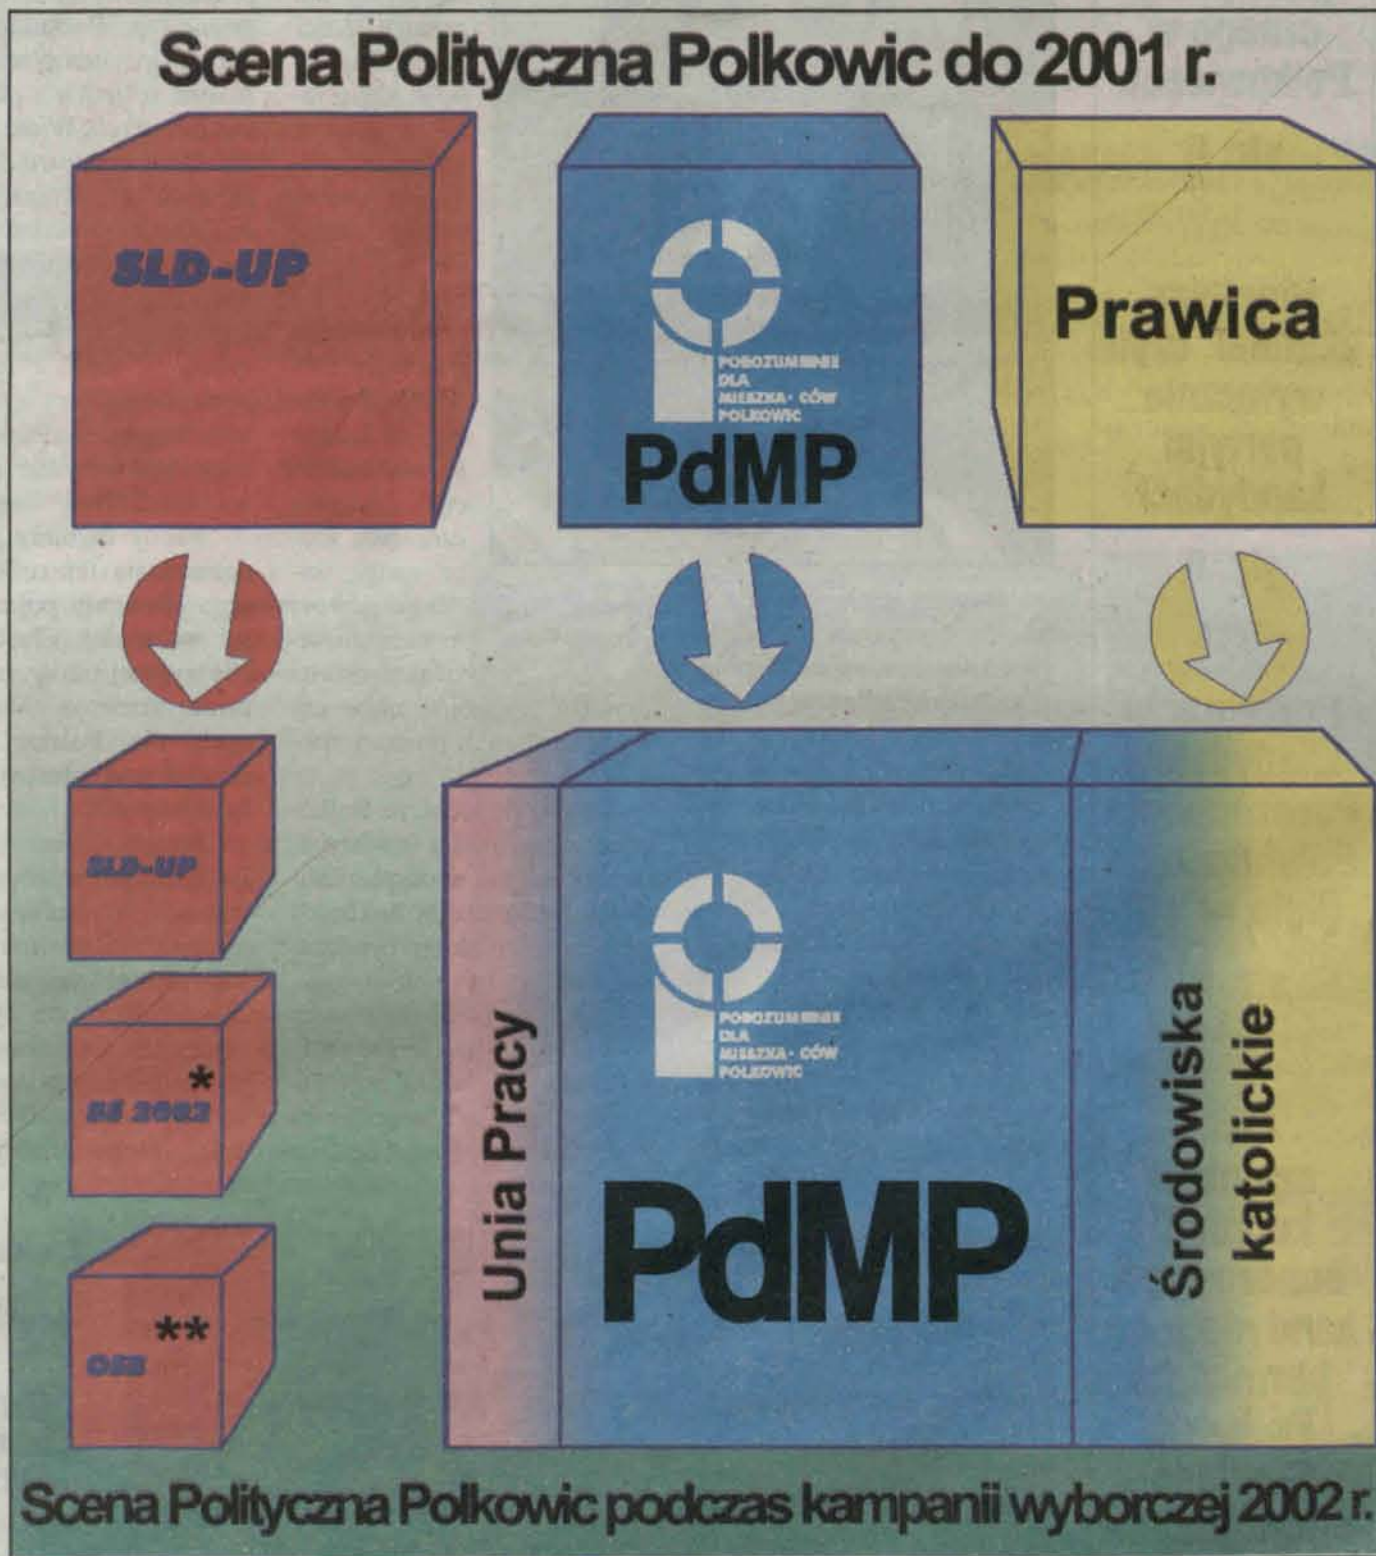 Scena Polityczna Polkowic do 2001 r.
SLD-UP
POROZUMIENIE
DLA
MIESZKA- CÓW
POLKOWIC
PdMP
Prawica
SLD-UP
*
2002
**
Unia Pracy
POROZUMIENIE
DLA
MIESZKA- CÓW
POLKOWIC
PdMP
Środowiska
katolickie
Scena Polityczna Polkowic podczas kampanii wyborczej 2002 r.